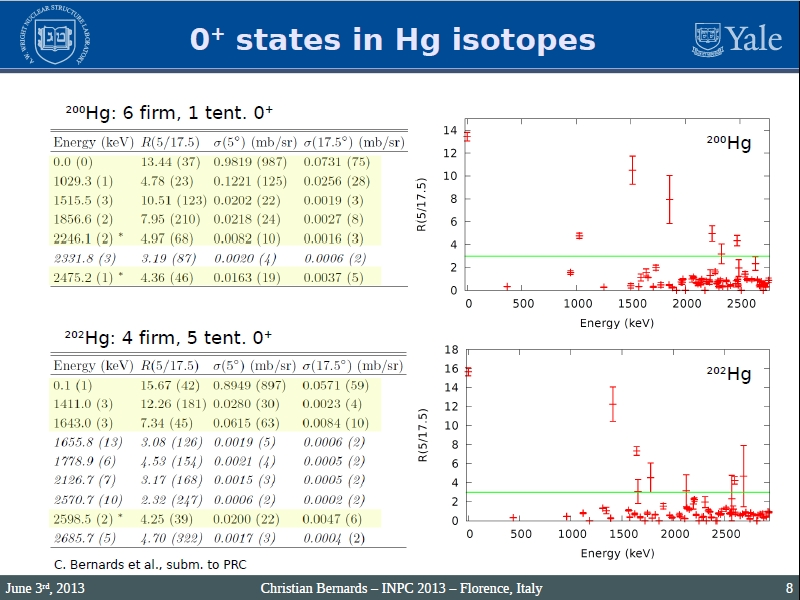 A.W. WRIGHT NUCLEAR STRUCTURE LABORATORY
0⁺ states in Hg isotopes
Yale
²⁰⁰Hg: 6 firm, 1 tent. 0⁺
Energy (keV) R(5/17.5) σ(5°) (mb/sr) σ(17.5°) (mb/sr)
0.0 (0) 13.44 (37) 0.9819 (987) 0.0731 (75)
1029.3 (1) 4.78 (23) 0.1221 (125) 0.0256 (28)
1515.5 (3) 10.51 (123) 0.0202 (22) 0.0019 (3)
1856.6 (2) 7.95 (210) 0.0218 (24) 0.0027 (8)
2246.1 (2) * 4.97 (68) 0.0082 (10) 0.0016 (3)
2331.8 (3) 3.19 (87) 0.0020 (4) 0.0006 (2)
2475.2 (1) * 4.36 (46) 0.0163 (19) 0.0037 (5)
R(5/17.5)
14
12
10
8
6
4
2
0
²⁰⁰Hg
0 500 1000 1500 2000 2500
Energy (keV)
²⁰²Hg: 4 firm, 5 tent. 0⁺
Energy (keV) R(5/17.5) σ(5°) (mb/sr) σ(17.5°) (mb/sr)
0.1 (1) 15.67 (42) 0.8949 (897) 0.0571 (59)
1411.0 (3) 12.26 (181) 0.0280 (30) 0.0023 (4)
1643.0 (3) 7.34 (45) 0.0615 (63) 0.0084 (10)
1655.8 (13) 3.08 (126) 0.0019 (5) 0.0006 (2)
1778.9 (6) 4.53 (154) 0.0021 (4) 0.0005 (2)
2126.7 (7) 3.17 (168) 0.0015 (3) 0.0005 (2)
2570.7 (10) 2.32 (247) 0.0006 (2) 0.0002 (2)
2598.5 (2) * 4.25 (39) 0.0200 (22) 0.0047 (6)
2685.7 (5) 4.70 (322) 0.0017 (3) 0.0004 (2)
R(5/17.5)
18
16
14
12
10
8
6
4
2
0
²⁰²Hg
0 500 1000 1500 2000 2500
Energy (keV)
C. Bernards et al., subm. to PRC
June 3ʳᵈ, 2013
Christian Bernards – INPC 2013 – Florence, Italy
8